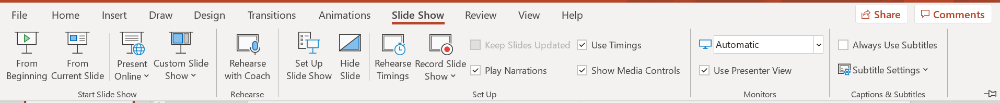 File Home Insert Draw Design Transitions Animations Slide Show Review View Help Share Comments
From Beginning
From Current Slide
Present Online
Custom Slide Show
Rehearse with Coach
Set Up Slide Show
Hide Slide
Rehearse Timings
Record Slide Show
Keep Slides Updated
Play Narrations
Use Timings
Show Media Controls
Automatic
Use Presenter View
Always Use Subtitles
Subtitle Settings
Start Slide Show
Rehearse
Set Up
Monitors
Captions & Subtitles